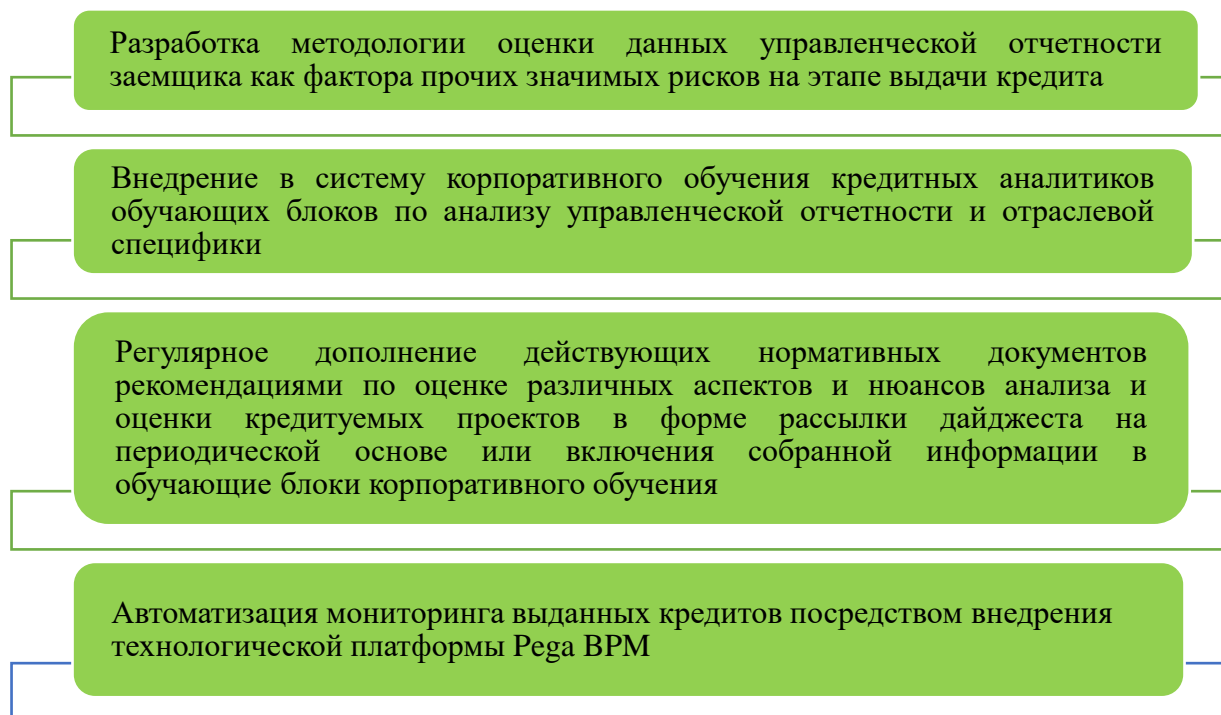 Разработка методологии оценки данных управленческой отчетности
заемщика как фактора прочих значимых рисков на этапе выдачи кредита
Внедрение в систему корпоративного обучения кредитных аналитиков
обучающих блоков по анализу управленческой отчетности и отраслевой
специфики
Регулярное дополнение действующих нормативных документов
рекомендациями по оценке различных аспектов и нюансов анализа и
оценки кредитуемых проектов в форме рассылки дайджеста на
периодической основе или включения собранной информации в
обучающие блоки корпоративного обучения
Автоматизация мониторинга выданных кредитов посредством внедрения
технологической платформы Pega BPM